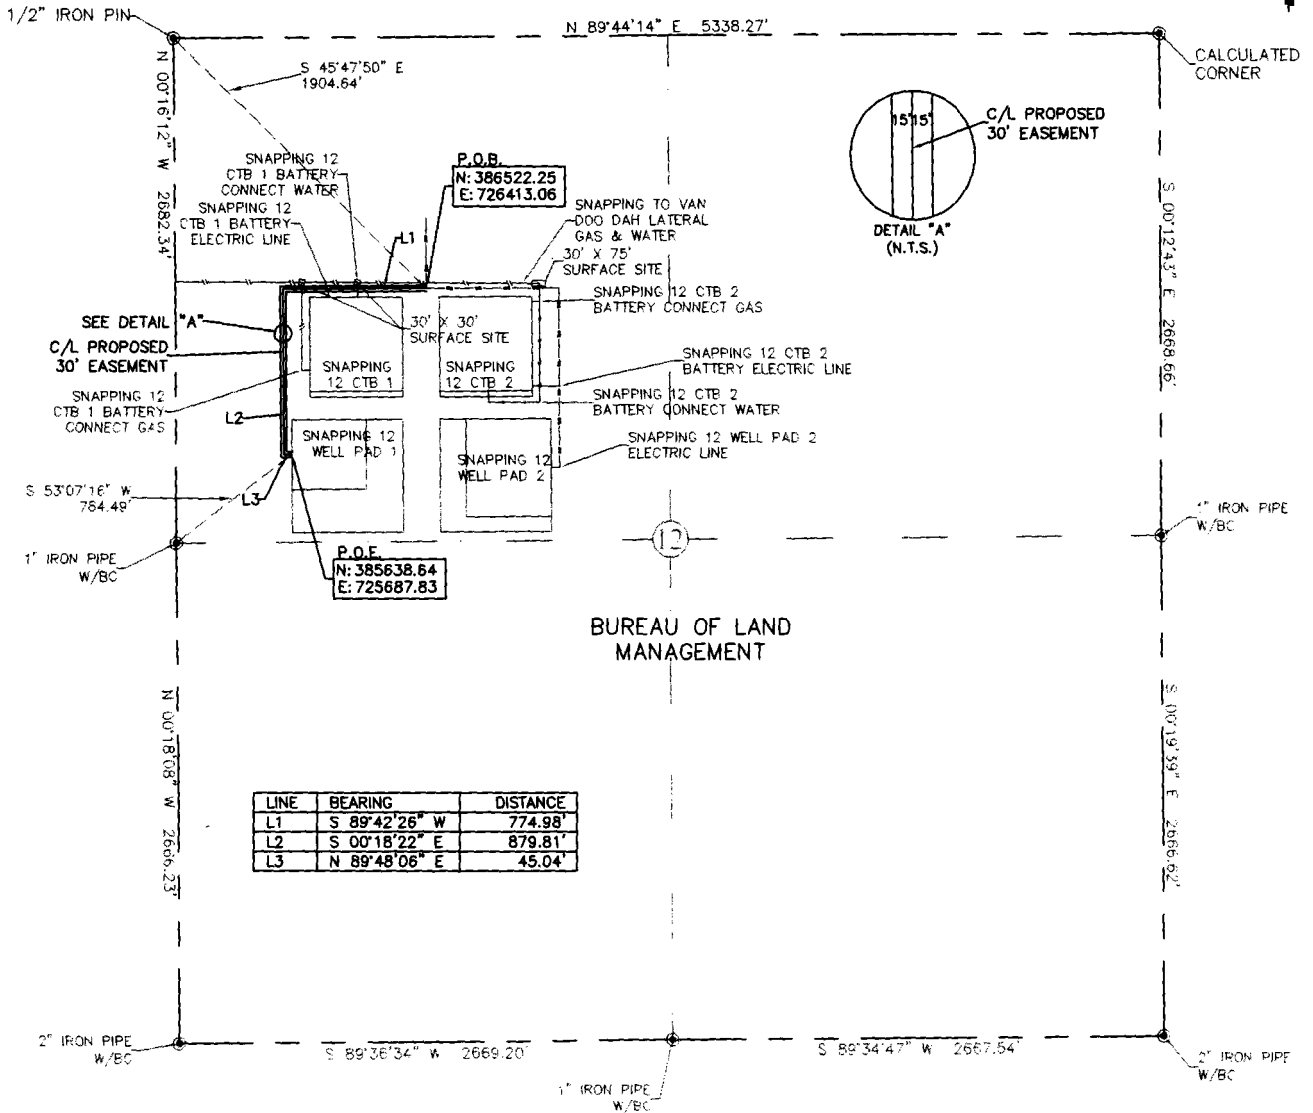 1/2" IRON PIN
N 89°44'14" E 5338.27'
CALCULATED
CORNER
S 45°47'50" E
1904.64'
N 00°16'12" W 2682.34'
C/L PROPOSED
30' EASEMENT
15' 15'
DETAIL "A"
(N.T.S.)
SNAPPING 12
CTB 1 BATTERY
CONNECT WATER
P.O.B.
N: 386522.25
E: 726413.06
SNAPPING 12
CTB 1 BATTERY
ELECTRIC LINE
L1
SNAPPING TO VAN
DOO DAH LATERAL
GAS & WATER
30' X 75'
SURFACE SITE
S 00°12'43" E 2668.66'
SNAPPING 12 CTB 2
BATTERY CONNECT GAS
SEE DETAIL "A"
C/L PROPOSED
30' EASEMENT
30' X 30'
SURFACE SITE
SNAPPING
12 CTB 1
SNAPPING
12 CTB 2
SNAPPING 12 CTB 2
BATTERY ELECTRIC LINE
SNAPPING 12
CTB 1 BATTERY
CONNECT GAS
L2
SNAPPING 12 CTB 2
BATTERY CONNECT WATER
SNAPPING 12
WELL PAD 1
SNAPPING 12
WELL PAD 2
SNAPPING 12 WELL PAD 2
ELECTRIC LINE
S 53°07'16" W
784.49'
L3
1" IRON PIPE
W/BC
1" IRON PIPE
W/BC
12
P.O.E.
N: 385638.64
E: 725687.83
BUREAU OF LAND
MANAGEMENT
N 00°18'08" W 2666.23'
S 00°19'39" E 2666.62'
LINE BEARING DISTANCE
L1 S 89°42'26" W 774.98'
L2 S 00°18'22" E 879.81'
L3 N 89°48'06" E 45.04'
2" IRON PIPE
W/BC
S 89°36'34" W 2669.20'
S 89°34'47" W 2667.54'
1" IRON PIPE
W/BC
2" IRON PIPE
W/BC